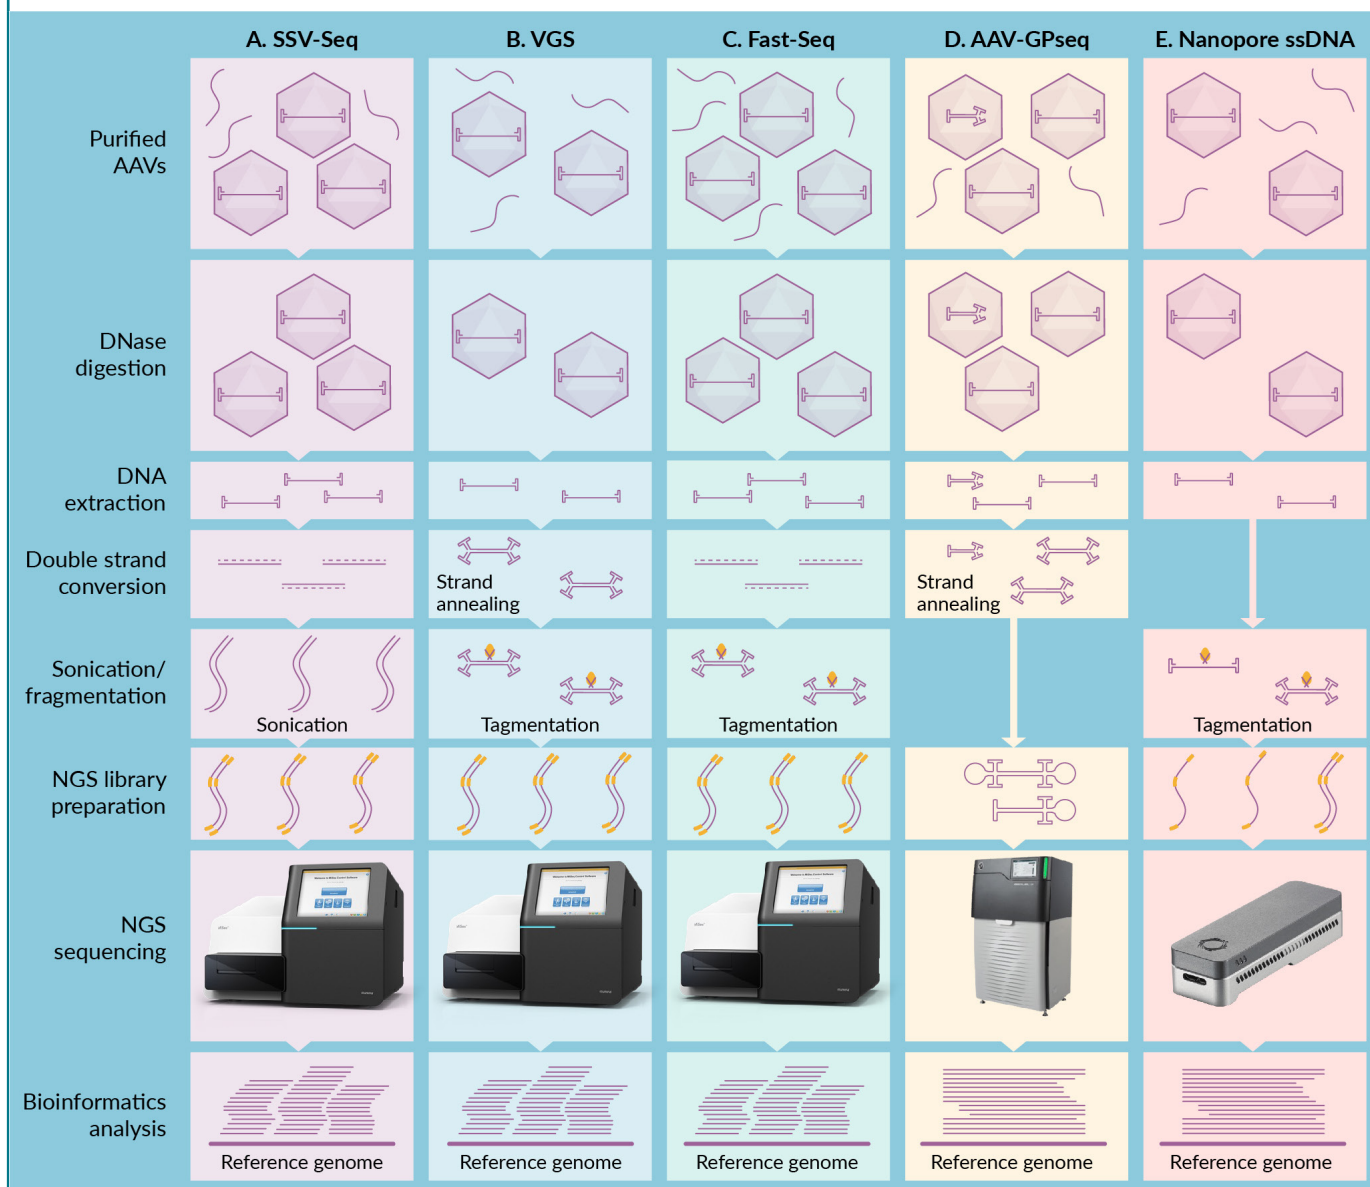 A. SSV-Seq
B. VGS
C. Fast-Seq
D. AAV-GPseq
E. Nanopore ssDNA
Purified
AAVs
DNase
digestion
DNA
extraction
Double strand
conversion
Strand
annealing
Strand
annealing
Sonication/
fragmentation
Sonication
Tagmentation
Tagmentation
Tagmentation
NGS library
preparation
NGS
sequencing
Bioinformatics
analysis
Reference genome
Reference genome
Reference genome
Reference genome
Reference genome